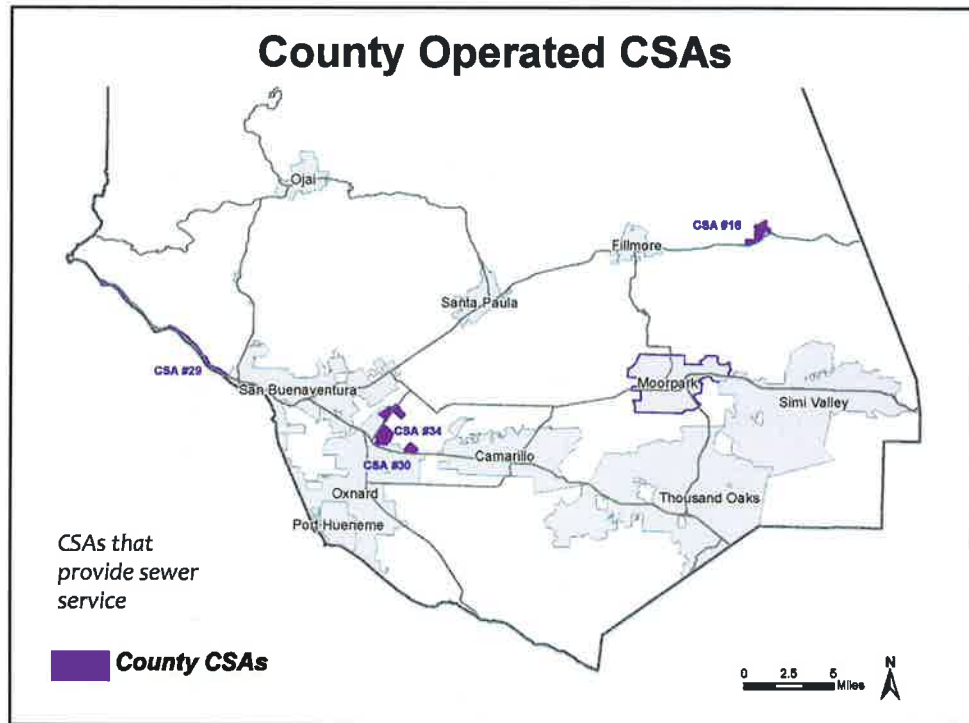 County Operated CSAs
Ojai
CSA #16
Fillmore
Santa Paula
CSA #29
San Buenaventura
Moorpark
Simi Valley
CSA #34
CSA #30
Camarillo
Oxnard
Thousand Oaks
Port Hueneme
CSAs that
provide sewer
service
County CSAs
0 2.5 5
Miles
N